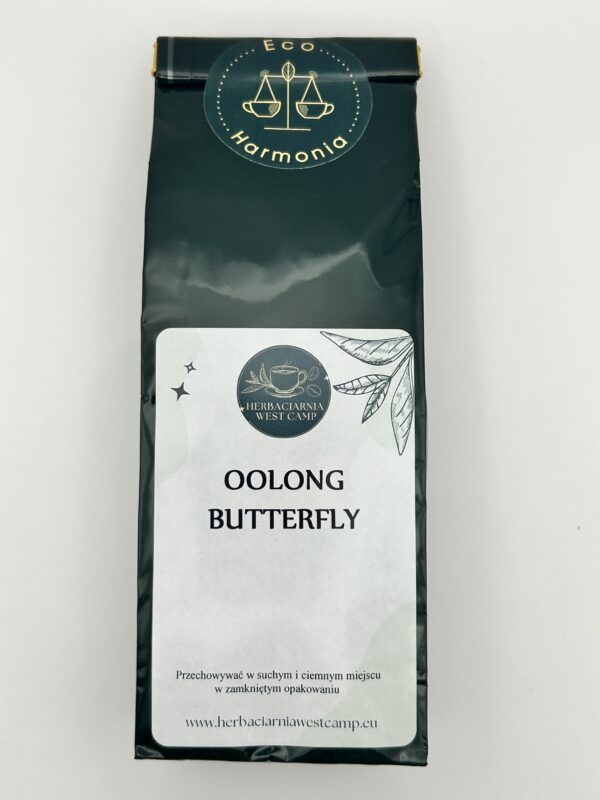 Eco
Harmonia
HERBACIARNIA
WEST CAMP
OOLONG
BUTTERFLY
Przechowywać w suchym i ciemnym miejscu
w zamkniętym opakowaniu
www.herbaciarniawestcamp.eu